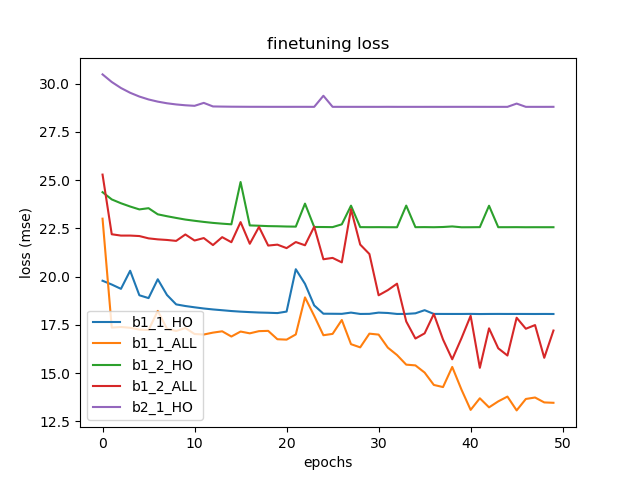 finetuning loss
loss (mse)
30.0
27.5
25.0
22.5
20.0
17.5
15.0
12.5
b1_1_HO
b1_1_ALL
b1_2_HO
b1_2_ALL
b2_1_HO
0 10 20 30 40 50
epochs